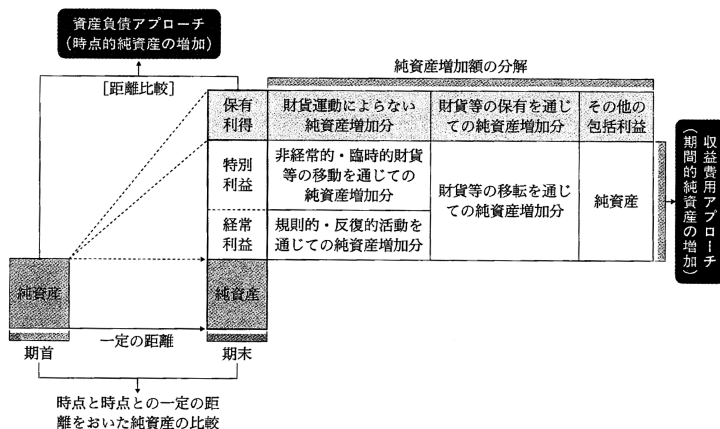 資産負債アプローチ
(時点的純資産の増加)
[距離比較]
純資産増加額の分解
保有
利得
財貨運動によらない
純資産増加分
財貨等の保有を通じ
ての純資産増加分
その他の
包括利益
特別
利益
非経常的・臨時的財貨
等の移動を通じての
純資産増加分
財貨等の移転を通じ
ての純資産増加分
純資産
経常
利益
規則的・反復的活動を
通じての純資産増加分
収益費用アプローチ
(期間的純資産の増加)
純資産
純資産
一定の距離
期首
期末
時点と時点との一定の距
離をおいた純資産の比較